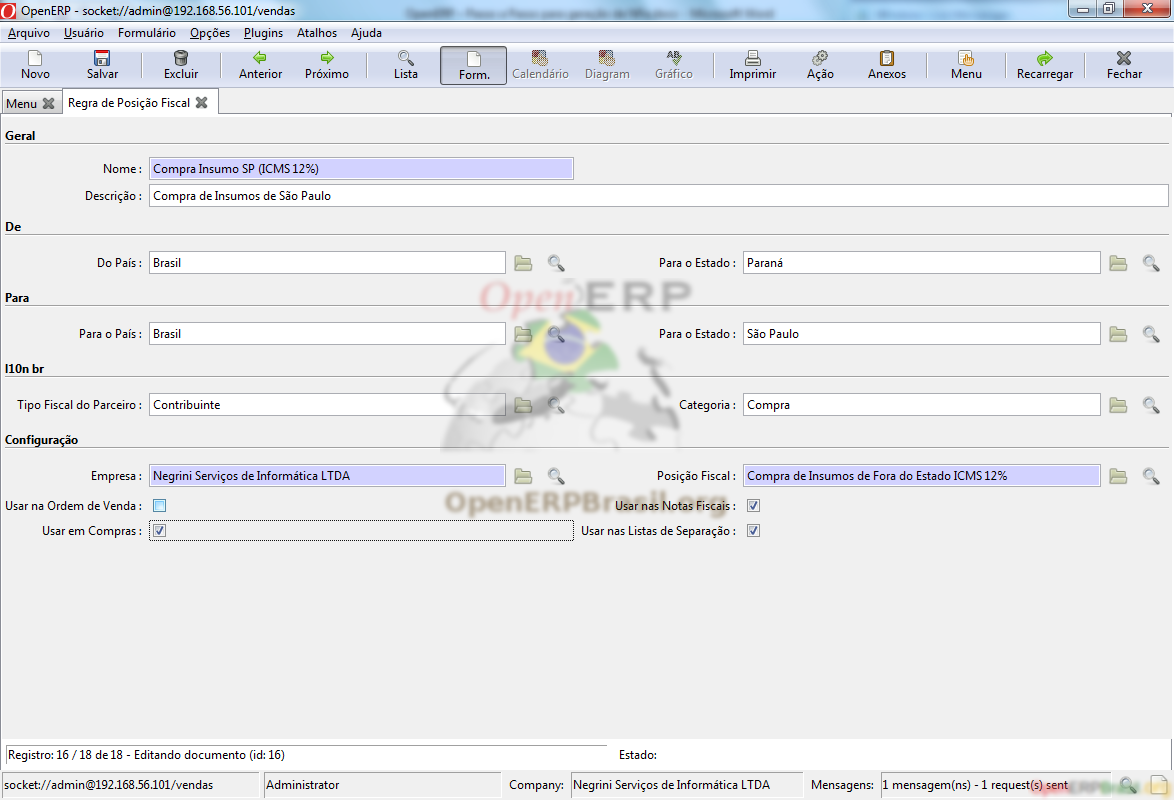 OpenERP - socket://admin@192.168.56.101/vendas
Arquivo Usuário Formulário Opções Plugins Atalhos Ajuda
Novo Salvar Excluir Anterior Próximo Lista Form. Calendário Diagram Gráfico Imprimir Ação Anexos Menu Recarregar Fechar
Menu Regra de Posição Fiscal
Geral
Nome : Compra Insumo SP (ICMS 12%)
Descrição : Compra de Insumos de São Paulo
De
Do País : Brasil Para o Estado : Paraná
OpenERP
Para
Para o País : Brasil Para o Estado : São Paulo
l10n br
Tipo Fiscal do Parceiro : Contribuinte Categoria : Compra
Configuração
Empresa : Negrini Serviços de Informática LTDA Posição Fiscal : Compra de Insumos de Fora do Estado ICMS 12%
OpenERPBrasil.org
Usar na Ordem de Venda : Usar nas Notas Fiscais :
Usar em Compras : Usar nas Listas de Separação :
Registro: 16 / 18 de 18 - Editando documento (id: 16) Estado:
socket://admin@192.168.56.101/vendas Administrator Company: Negrini Serviços de Informática LTDA Mensagens: 1 mensagem(ns) - 1 request(s) sent
OpenERPBrasil.org